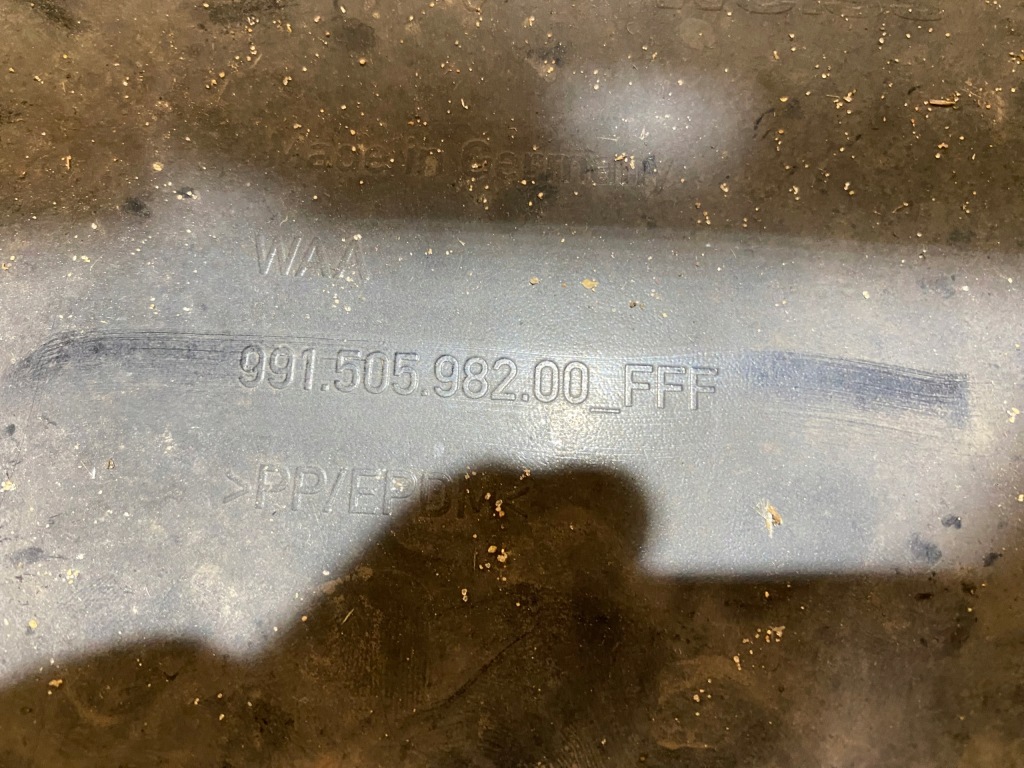 Made in Germany
WAA
991.505.982.00_FFF
>PP/EPDM<